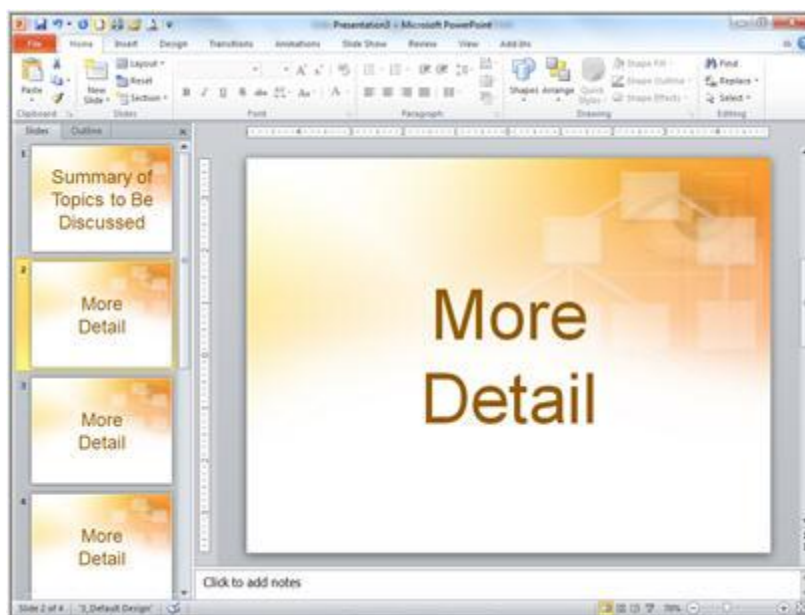 Presentation3 - Microsoft PowerPoint
File Home Insert Design Transitions Animations Slide Show Review View Add-Ins
Paste
New
Slide
Layout
Reset
Section
Shapes Arrange Quick
Styles
Shape Fill
Shape Outline
Shape Effects
Find
Replace
Select
Clipboard Slides Font Paragraph Drawing Editing
Slides Outline
1
Summary of
Topics to Be
Discussed
2
More
Detail
3
More
Detail
4
More
Detail
More
Detail
Click to add notes
Slide 2 of 4 "3_Default Design" 78%